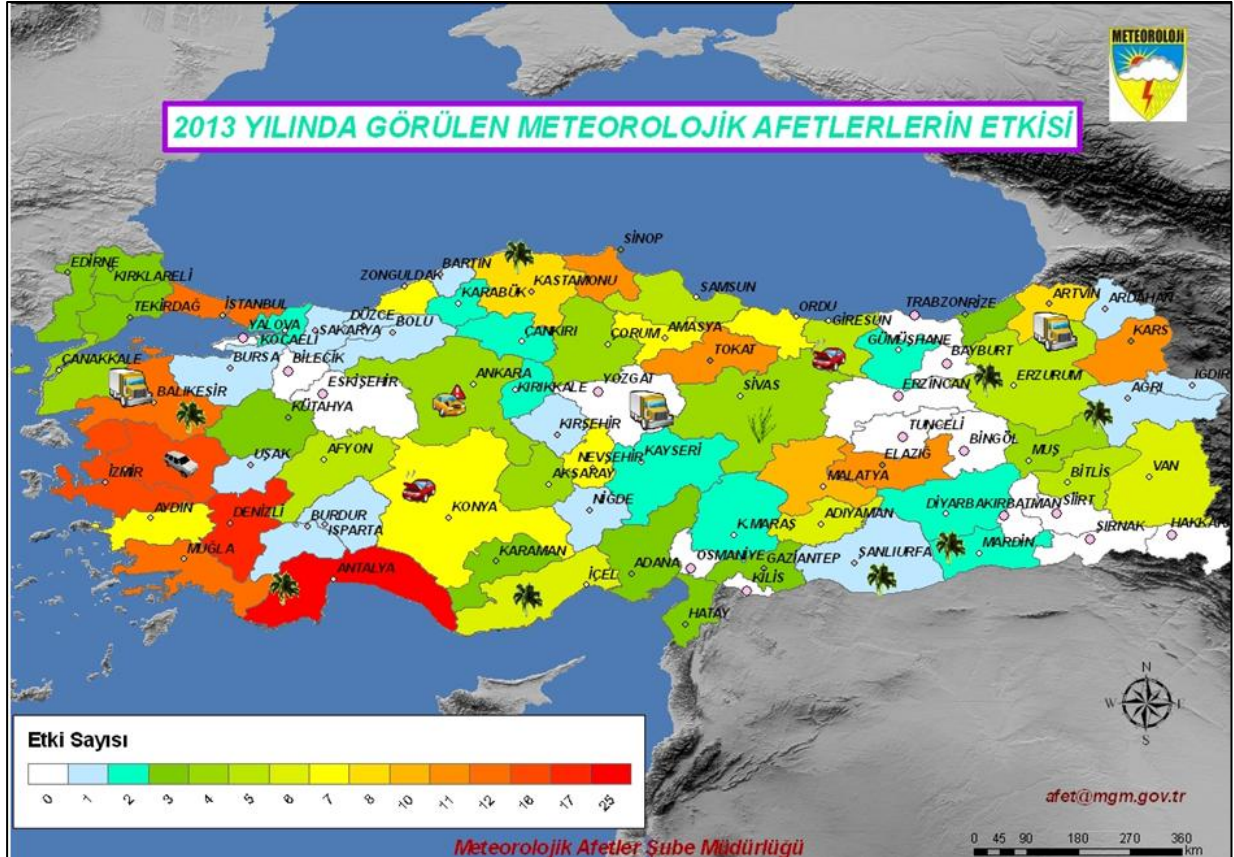 METEOROLOJİ
2013 YILINDA GÖRÜLEN METEOROLOJİK AFETLERLERİN ETKİSİ
SİNOP
EDİRNE
KIRKLARELİ
ZONGULDAK
BARTIN
KASTAMONU
KARABÜK
SAMSUN
TEKİRDAĞ
İSTANBUL
DÜZCE
ORDU
TRABZON
RİZE
ARTVİN
ARDAHAN
YALOVA
KOCAELİ
SAKARYA
BOLU
ÇANKIRI
ÇORUM
AMASYA
GİRESUN
GÜMÜŞHANE
KARS
ÇANAKKALE
BURSA
BİLECİK
TOKAT
BAYBURT
BALIKESİR
ESKİŞEHİR
ANKARA
KIRIKKALE
YOZGAT
SİVAS
ERZİNCAN
ERZURUM
AĞRI
IĞDIR
KÜTAHYA
KIRŞEHİR
TUNCELİ
BİNGÖL
UŞAK
AFYON
NEVŞEHİR
KAYSERİ
ELAZIĞ
MUŞ
İZMİR
AKSARAY
MALATYA
BİTLİS
VAN
AYDIN
DENİZLİ
BURDUR
ISPARTA
KONYA
NİĞDE
K.MARAŞ
ADIYAMAN
DİYARBAKIR
BATMAN
SİİRT
MUĞLA
ANTALYA
KARAMAN
İÇEL
ADANA
OSMANİYE
GAZİANTEP
KİLİS
ŞANLIURFA
MARDİN
ŞIRNAK
HAKKARİ
HATAY
N
W E
S
Etki Sayısı
0 1 2 3 4 5 6 7 8 10 11 12 16 17 25
afet@mgm.gov.tr
Meteorolojik Afetler Şube Müdürlüğü
0 45 90 180 270 360
km